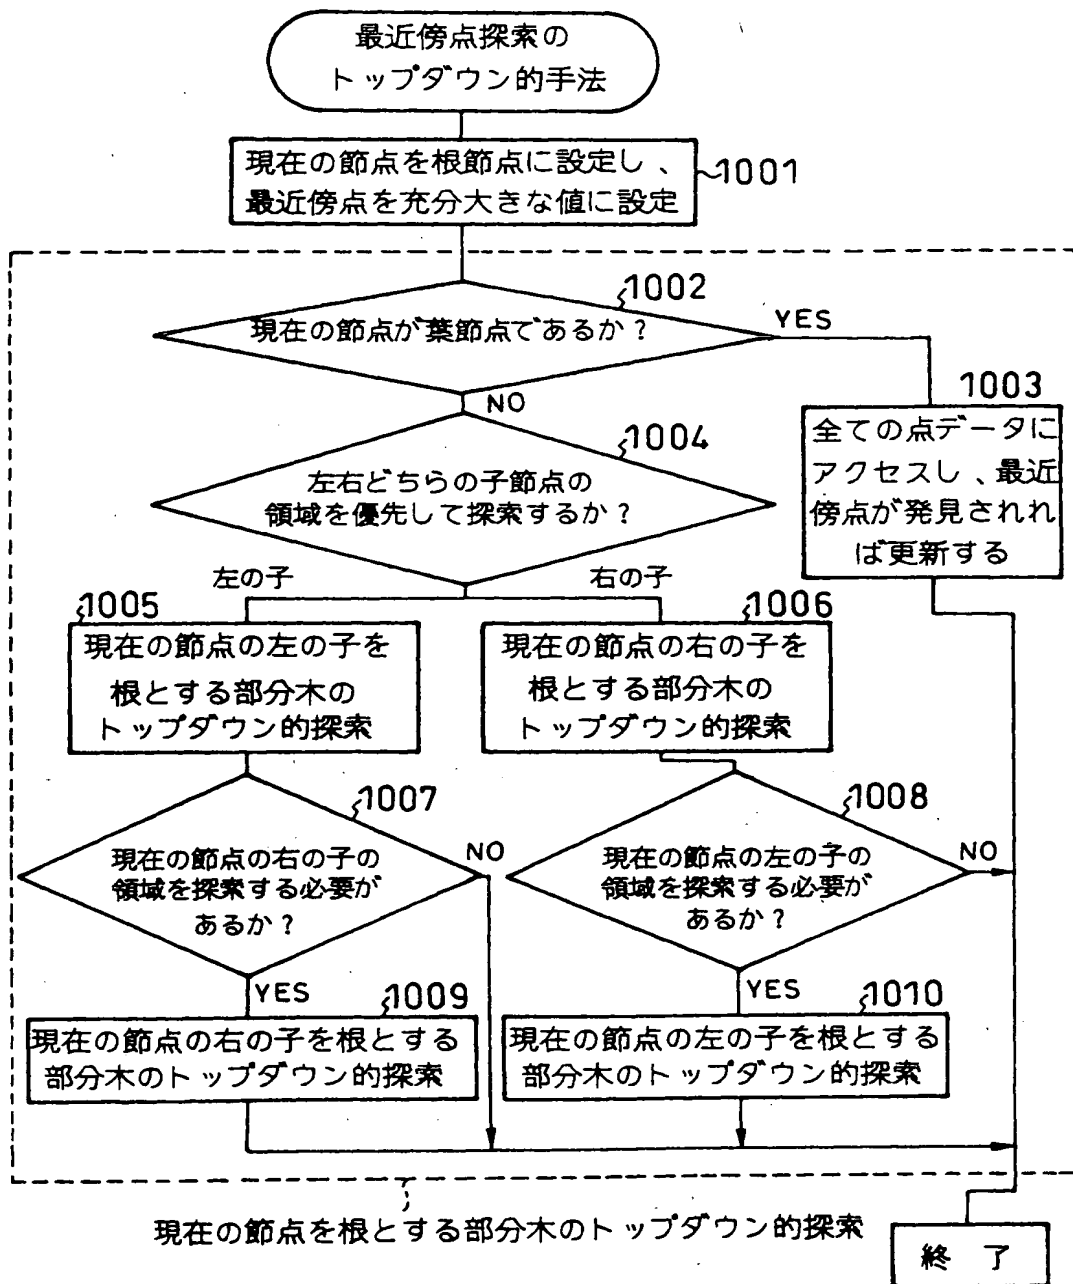 最近傍点探索の
トップダウン的手法
現在の節点を根節点に設定し、
最近傍点を充分大きな値に設定
1001
1002
現在の節点が葉節点であるか?
YES
NO
1003
全ての点データに
アクセスし、最近
傍点が発見されれ
ば更新する
1004
左右どちらの子節点の
領域を優先して探索するか?
左の子
右の子
1005
現在の節点の左の子を
根とする部分木の
トップダウン的探索
1006
現在の節点の右の子を
根とする部分木の
トップダウン的探索
1007
現在の節点の右の子の
領域を探索する必要が
あるか?
NO
YES
1008
現在の節点の左の子の
領域を探索する必要が
あるか?
NO
YES
1009
現在の節点の右の子を根とする
部分木のトップダウン的探索
1010
現在の節点の左の子を根とする
部分木のトップダウン的探索
現在の節点を根とする部分木のトップダウン的探索
終 了